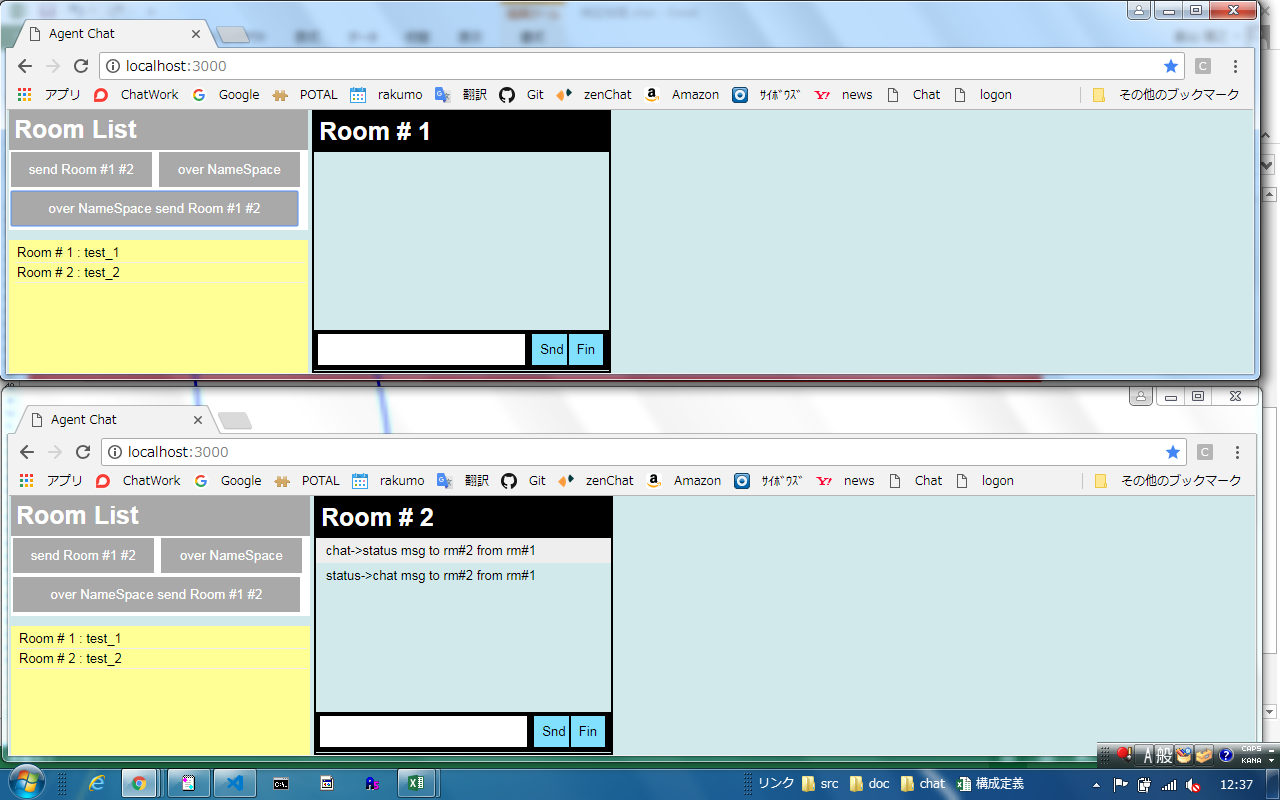 Agent Chat
localhost:3000
アプリ ChatWork Google POTAL rakumo 翻訳 Git zenChat Amazon ｻｲﾎﾞｳｽﾞ news Chat logon その他のブックマーク
Room List
send Room #1 #2 over NameSpace
over NameSpace send Room #1 #2
Room # 1 : test_1
Room # 2 : test_2
Room # 1
Snd Fin
Agent Chat
localhost:3000
アプリ ChatWork Google POTAL rakumo 翻訳 Git zenChat Amazon ｻｲﾎﾞｳｽﾞ news Chat logon その他のブックマーク
Room List
send Room #1 #2 over NameSpace
over NameSpace send Room #1 #2
Room # 1 : test_1
Room # 2 : test_2
Room # 2
chat->status msg to rm#2 from rm#1
status->chat msg to rm#2 from rm#1
Snd Fin
A 般 CAPS
KANA
リンク src doc chat 構成定義 12:37